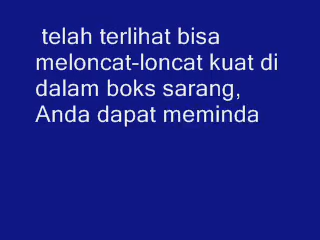 telah terlihat bisa
meloncat-loncat kuat di
dalam boks sarang,
Anda dapat meminda